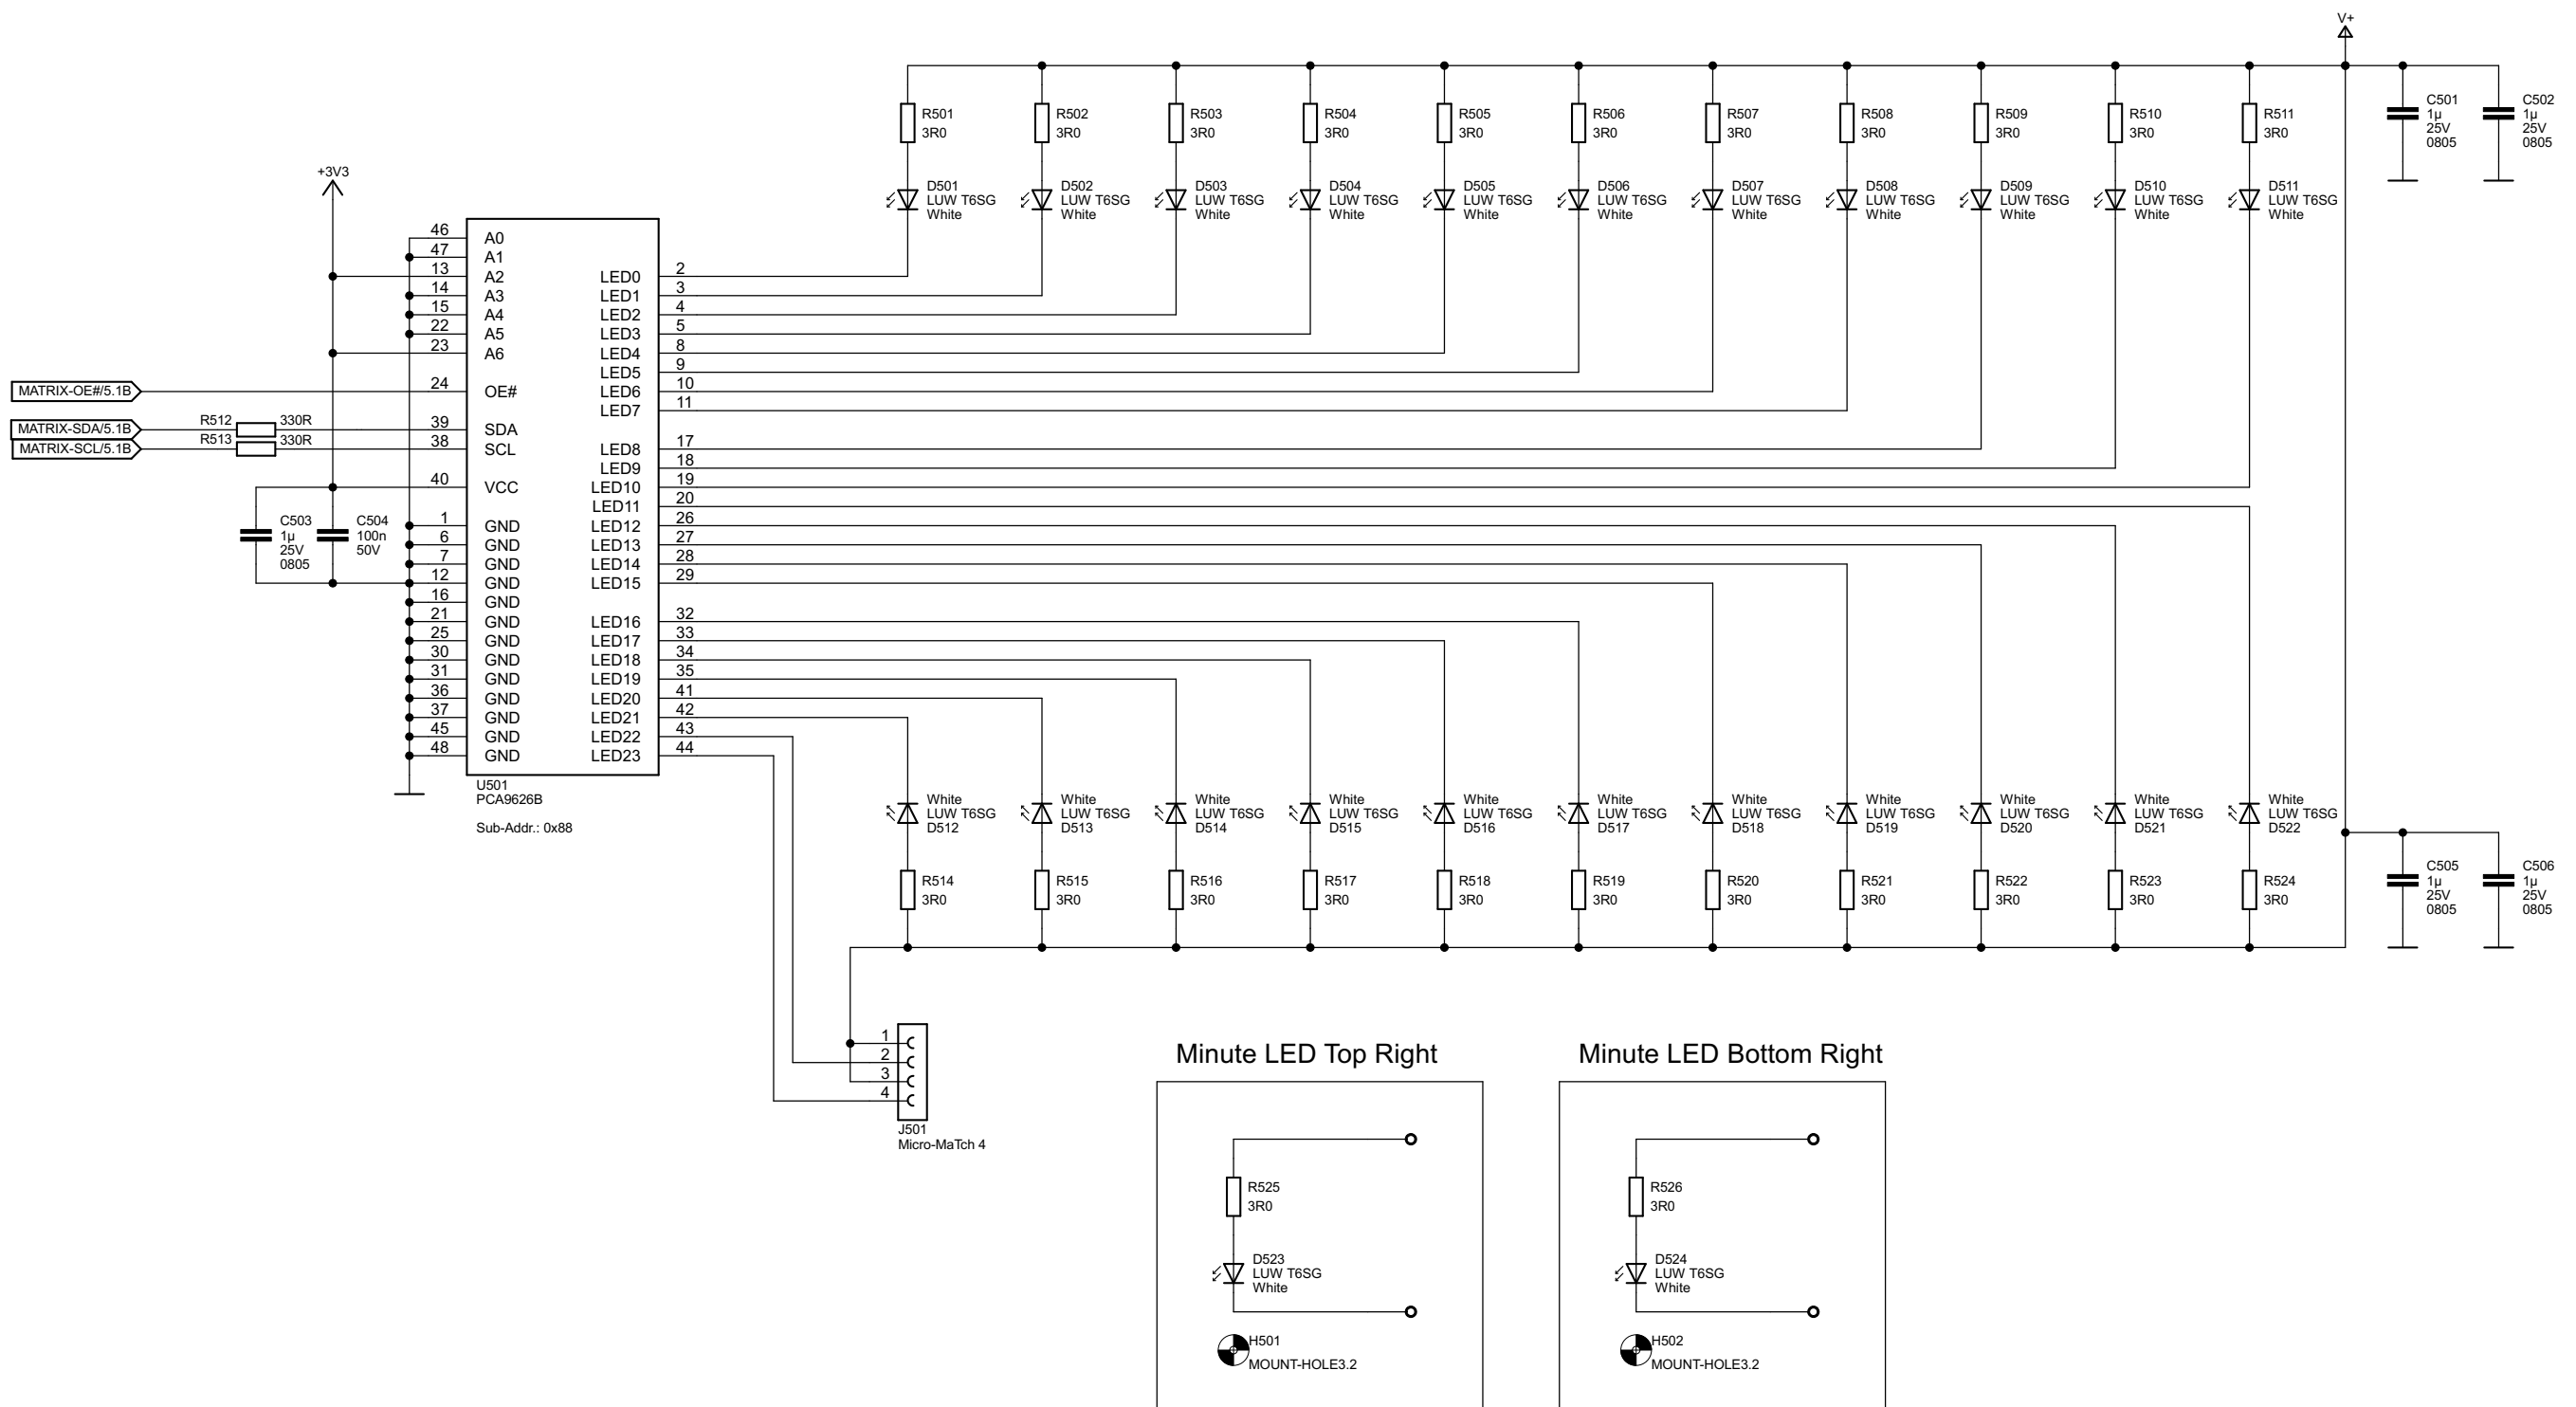 V+
R501
3R0
R502
3R0
R503
3R0
R504
3R0
R505
3R0
R506
3R0
R507
3R0
R508
3R0
R509
3R0
R510
3R0
R511
3R0
C501
1µ
25V
0805
C502
1µ
25V
0805
+3V3
D501
LUW T6SG
White
D502
LUW T6SG
White
D503
LUW T6SG
White
D504
LUW T6SG
White
D505
LUW T6SG
White
D506
LUW T6SG
White
D507
LUW T6SG
White
D508
LUW T6SG
White
D509
LUW T6SG
White
D510
LUW T6SG
White
D511
LUW T6SG
White
46 A0
47 A1
13 A2 LED0 2
14 A3 LED1 3
15 A4 LED2 4
22 A5 LED3 5
23 A6 LED4 8
LED5 9
MATRIX-OE#/5.1B 24 OE# LED6 10
LED7 11
MATRIX-SDA/5.1B R512 330R 39 SDA
MATRIX-SCL/5.1B R513 330R 38 SCL LED8 17
LED9 18
40 VCC LED10 19
LED11 20
C503
1µ
25V
0805
C504
100n
50V
1 GND LED12 26
6 GND LED13 27
7 GND LED14 28
12 GND LED15 29
16 GND
21 GND LED16 32
25 GND LED17 33
30 GND LED18 34
31 GND LED19 35
36 GND LED20 41
37 GND LED21 42
45 GND LED22 43
48 GND LED23 44
U501
PCA9626B
Sub-Addr.: 0x88
White
LUW T6SG
D512
White
LUW T6SG
D513
White
LUW T6SG
D514
White
LUW T6SG
D515
White
LUW T6SG
D516
White
LUW T6SG
D517
White
LUW T6SG
D518
White
LUW T6SG
D519
White
LUW T6SG
D520
White
LUW T6SG
D521
White
LUW T6SG
D522
R514
3R0
R515
3R0
R516
3R0
R517
3R0
R518
3R0
R519
3R0
R520
3R0
R521
3R0
R522
3R0
R523
3R0
R524
3R0
C505
1µ
25V
0805
C506
1µ
25V
0805
1
2
3
4
J501
Micro-MaTch 4
Minute LED Top Right
R525
3R0
D523
LUW T6SG
White
H501
MOUNT-HOLE3.2
Minute LED Bottom Right
R526
3R0
D524
LUW T6SG
White
H502
MOUNT-HOLE3.2